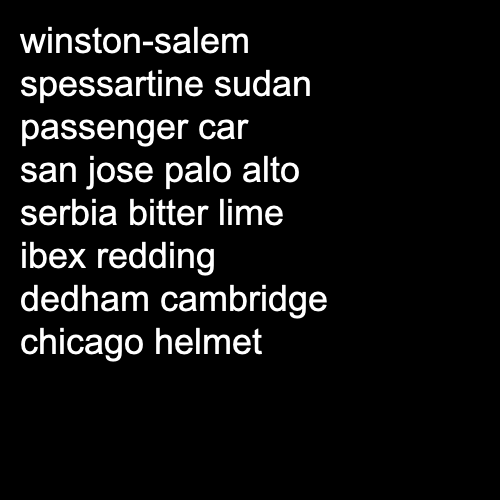 winston-salem
spessartine sudan
passenger car
san jose palo alto
serbia bitter lime
ibex redding
dedham cambridge
chicago helmet